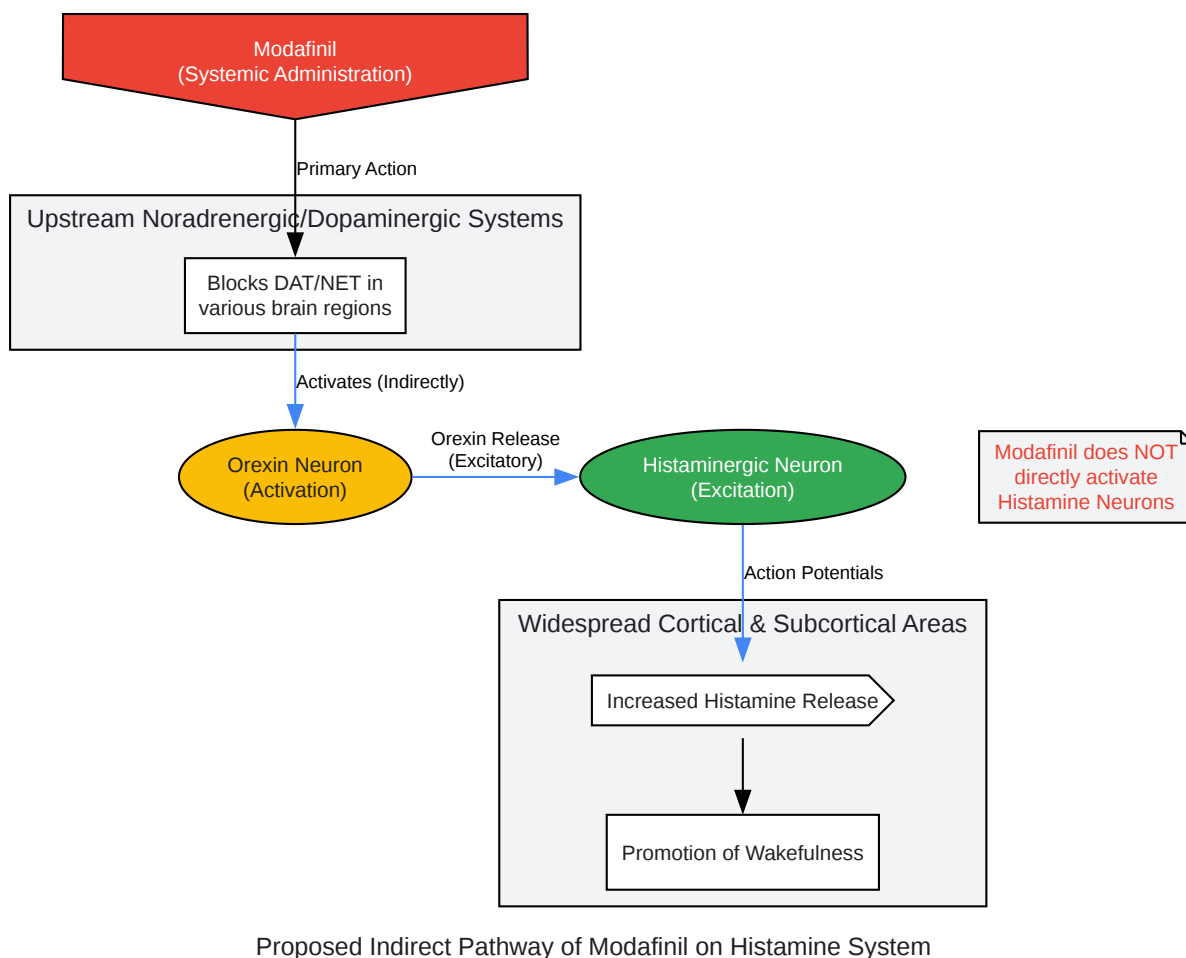 Modafinil
(Systemic Administration)
Primary Action
Upstream Noradrenergic/Dopaminergic Systems
Blocks DAT/NET in
various brain regions
Activates (Indirectly)
Orexin Neuron
(Activation)
Orexin Release
(Excitatory)
Histaminergic Neuron
(Excitation)
Modafinil does NOT
directly activate
Histamine Neurons
Action Potentials
Widespread Cortical & Subcortical Areas
Increased Histamine Release
Promotion of Wakefulness
Proposed Indirect Pathway of Modafinil on Histamine System